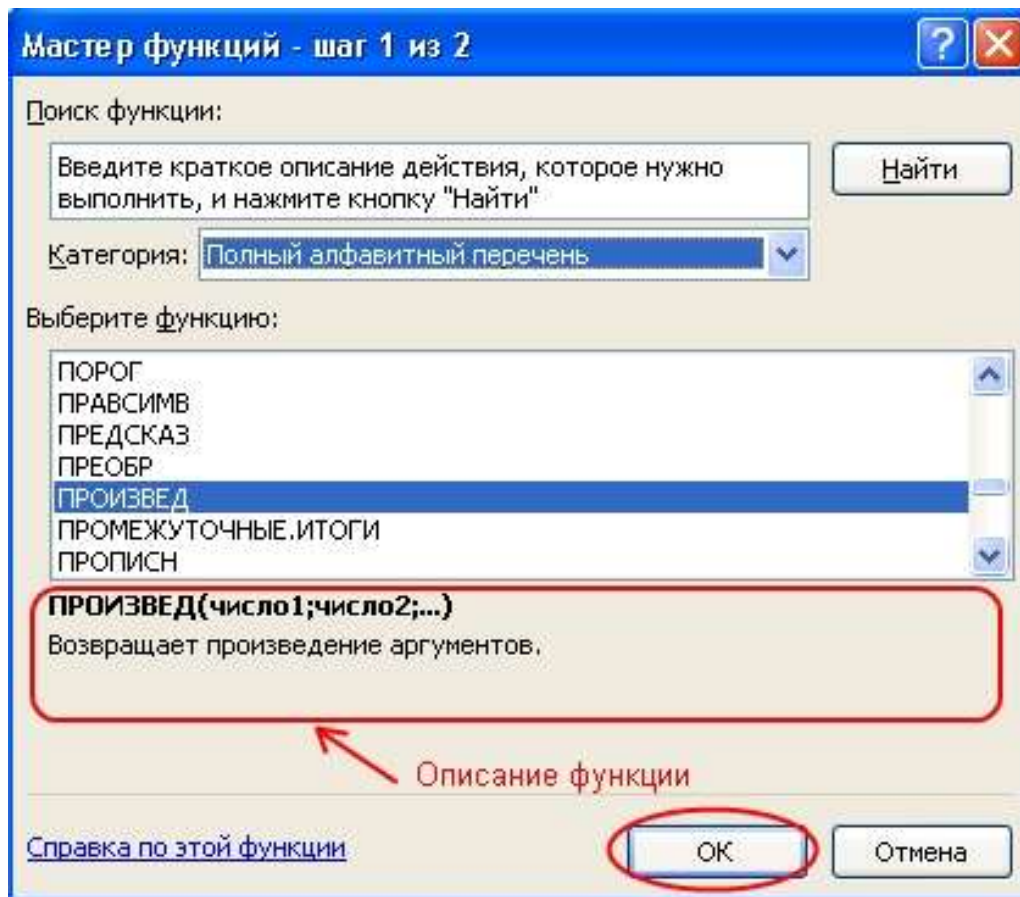 Мастер функций - шаг 1 из 2
Поиск функции:
Введите краткое описание действия, которое нужно
выполнить, и нажмите кнопку "Найти"
Найти
Категория: Полный алфавитный перечень
Выберите функцию:
ПОРОГ
ПРАВСИМВ
ПРЕДСКАЗ
ПРЕОБР
ПРОИЗВЕД
ПРОМЕЖУТОЧНЫЕ.ИТОГИ
ПРОПИСН
ПРОИЗВЕД(число1;число2;...)
Возвращает произведение аргументов.
Описание функции
Справка по этой функции
ОК
Отмена